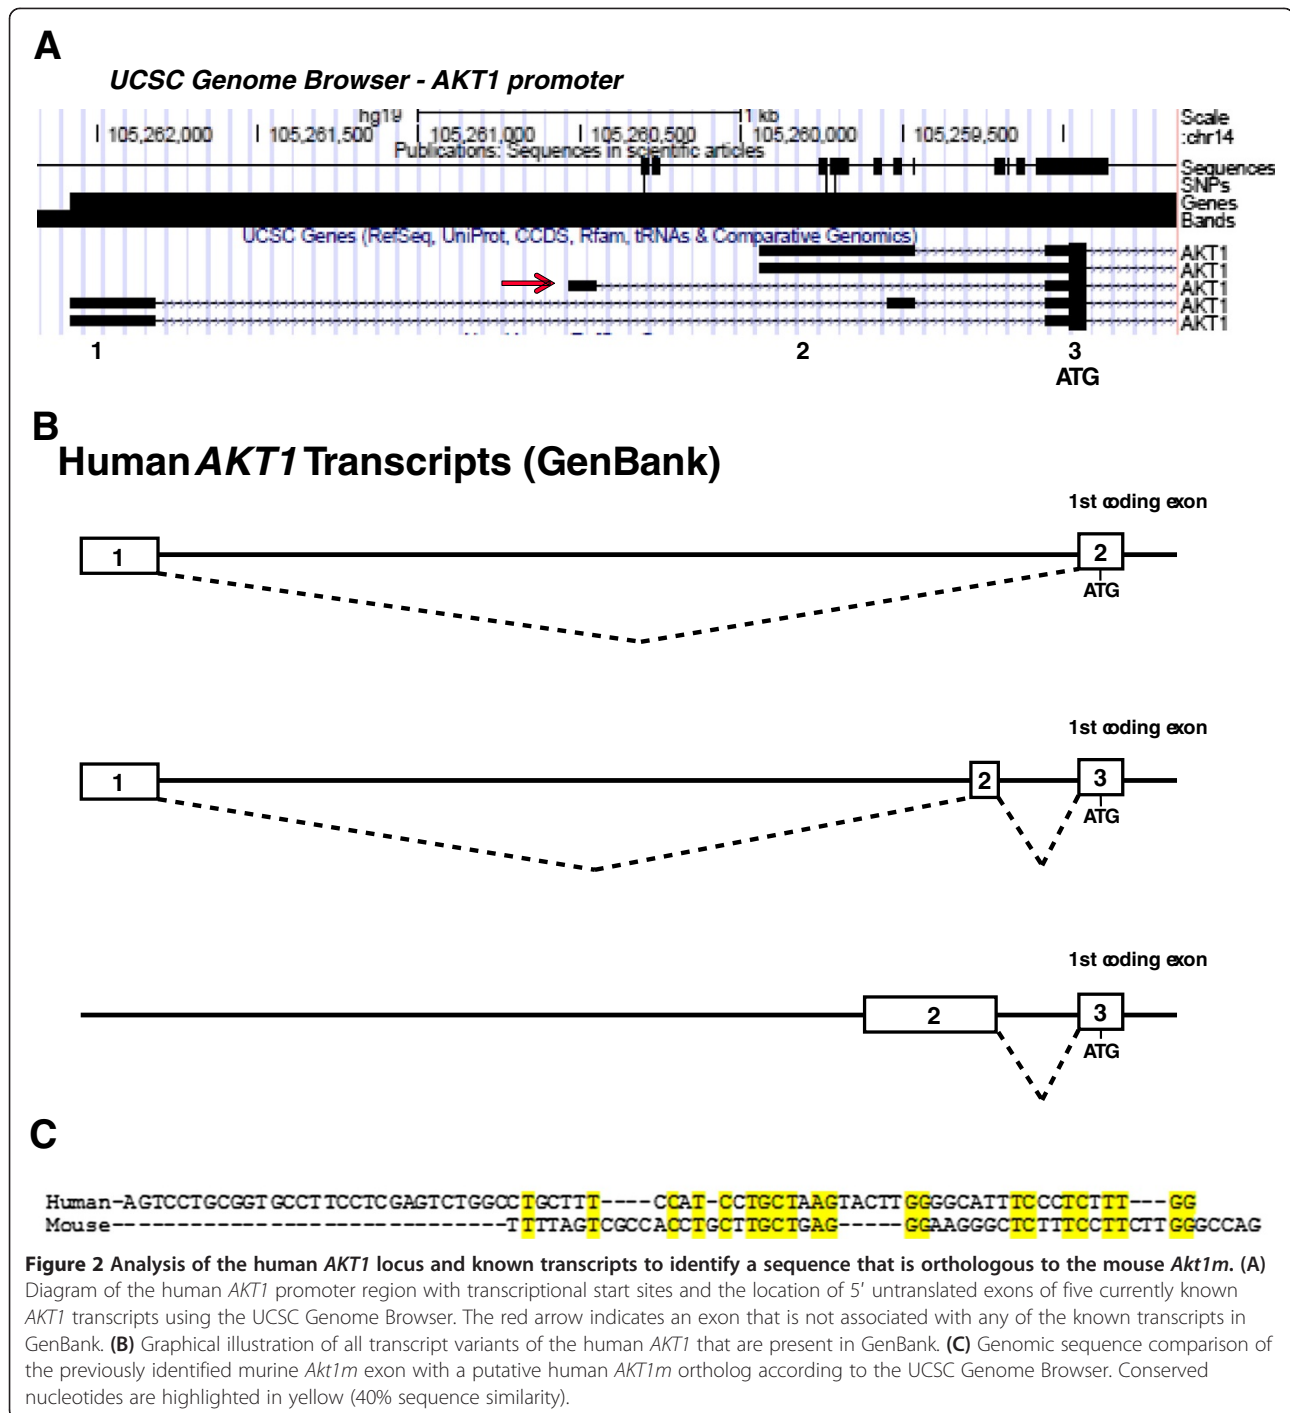 A
UCSC Genome Browser - AKT1 promoter
hg19 1 kb Scale
105,262,000 105,261,500 105,261,000 105,260,500 105,260,000 105,259,500 :chr14
Publications: Sequences in scientific articles
Sequences
SNPs
Genes
Bands
UCSC Genes (RefSeq, UniProt, CCDS, Rfam, tRNAs & Comparative Genomics)
AKT1
AKT1
AKT1
AKT1
AKT1
1 2 3
ATG
B
Human AKT1 Transcripts (GenBank)
1st coding exon
1 2
ATG
1st coding exon
1 2 3
ATG
1st coding exon
2 3
ATG
C
Human-AGTCCTGCGGTGCCTTCCTCGAGTCTGGCCTGCTTT----CCAT-CCTGCTAAGTACTTGGGGCATTTCCCTCTTT---GG
Mouse------------------------------TTTTAGTCGCCACCTGCTTGCTGAG-----GGAAGGGCTCTTTCCTTCTTGGGCCAG
Figure 2 Analysis of the human AKT1 locus and known transcripts to identify a sequence that is orthologous to the mouse Akt1m. (A)
Diagram of the human AKT1 promoter region with transcriptional start sites and the location of 5' untranslated exons of five currently known
AKT1 transcripts using the UCSC Genome Browser. The red arrow indicates an exon that is not associated with any of the known transcripts in
GenBank. (B) Graphical illustration of all transcript variants of the human AKT1 that are present in GenBank. (C) Genomic sequence comparison of
the previously identified murine Akt1m exon with a putative human AKT1m ortholog according to the UCSC Genome Browser. Conserved
nucleotides are highlighted in yellow (40% sequence similarity).